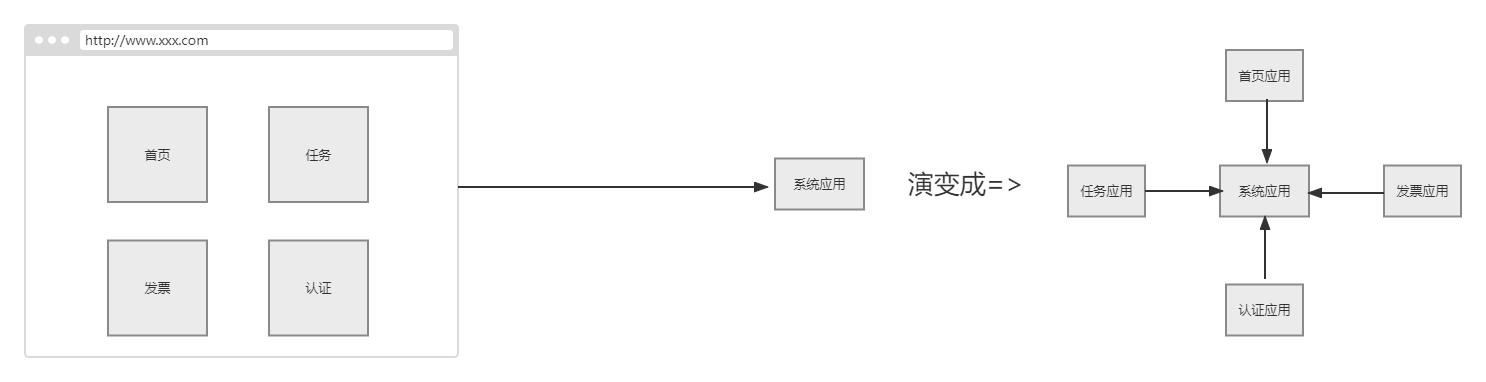 http://www.xxx.com
首页
任务
发票
认证
系统应用
演变成=>
首页应用
任务应用
系统应用
发票应用
认证应用